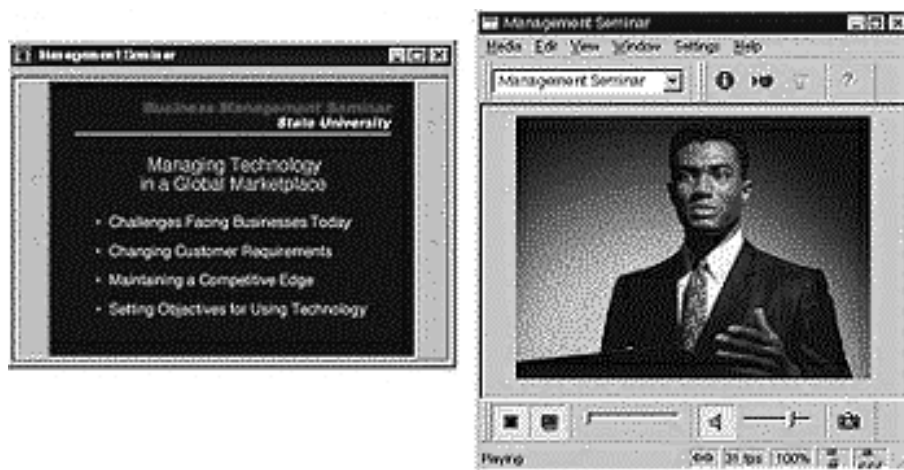 Management Seminar
Business Management Seminar
State University
Managing Technology
in a Global Marketplace
• Challenges Facing Businesses Today
• Changing Customer Requirements
• Maintaining a Competitive Edge
• Setting Objectives for Using Technology
Management Seminar
Media Edit View Window Settings Help
Management Seminar
?
Playing
31 fps 100%